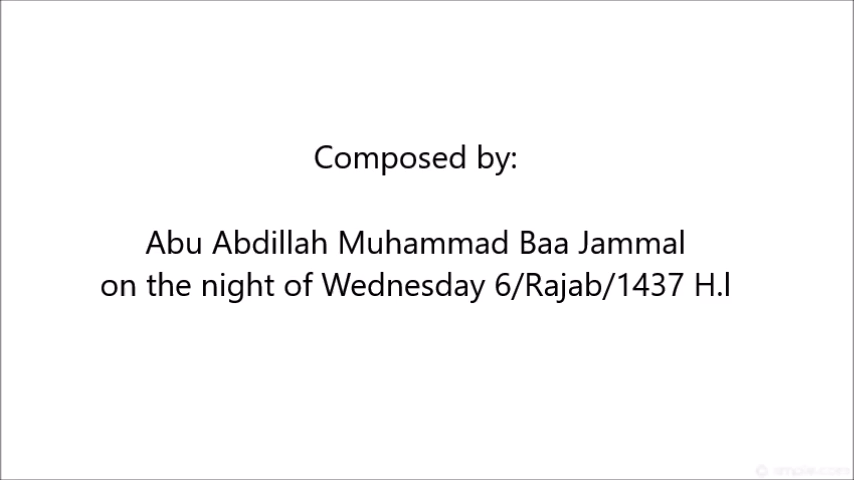 Composed by:
Abu Abdillah Muhammad Baa Jammal
on the night of Wednesday 6/Rajab/1437 H.l